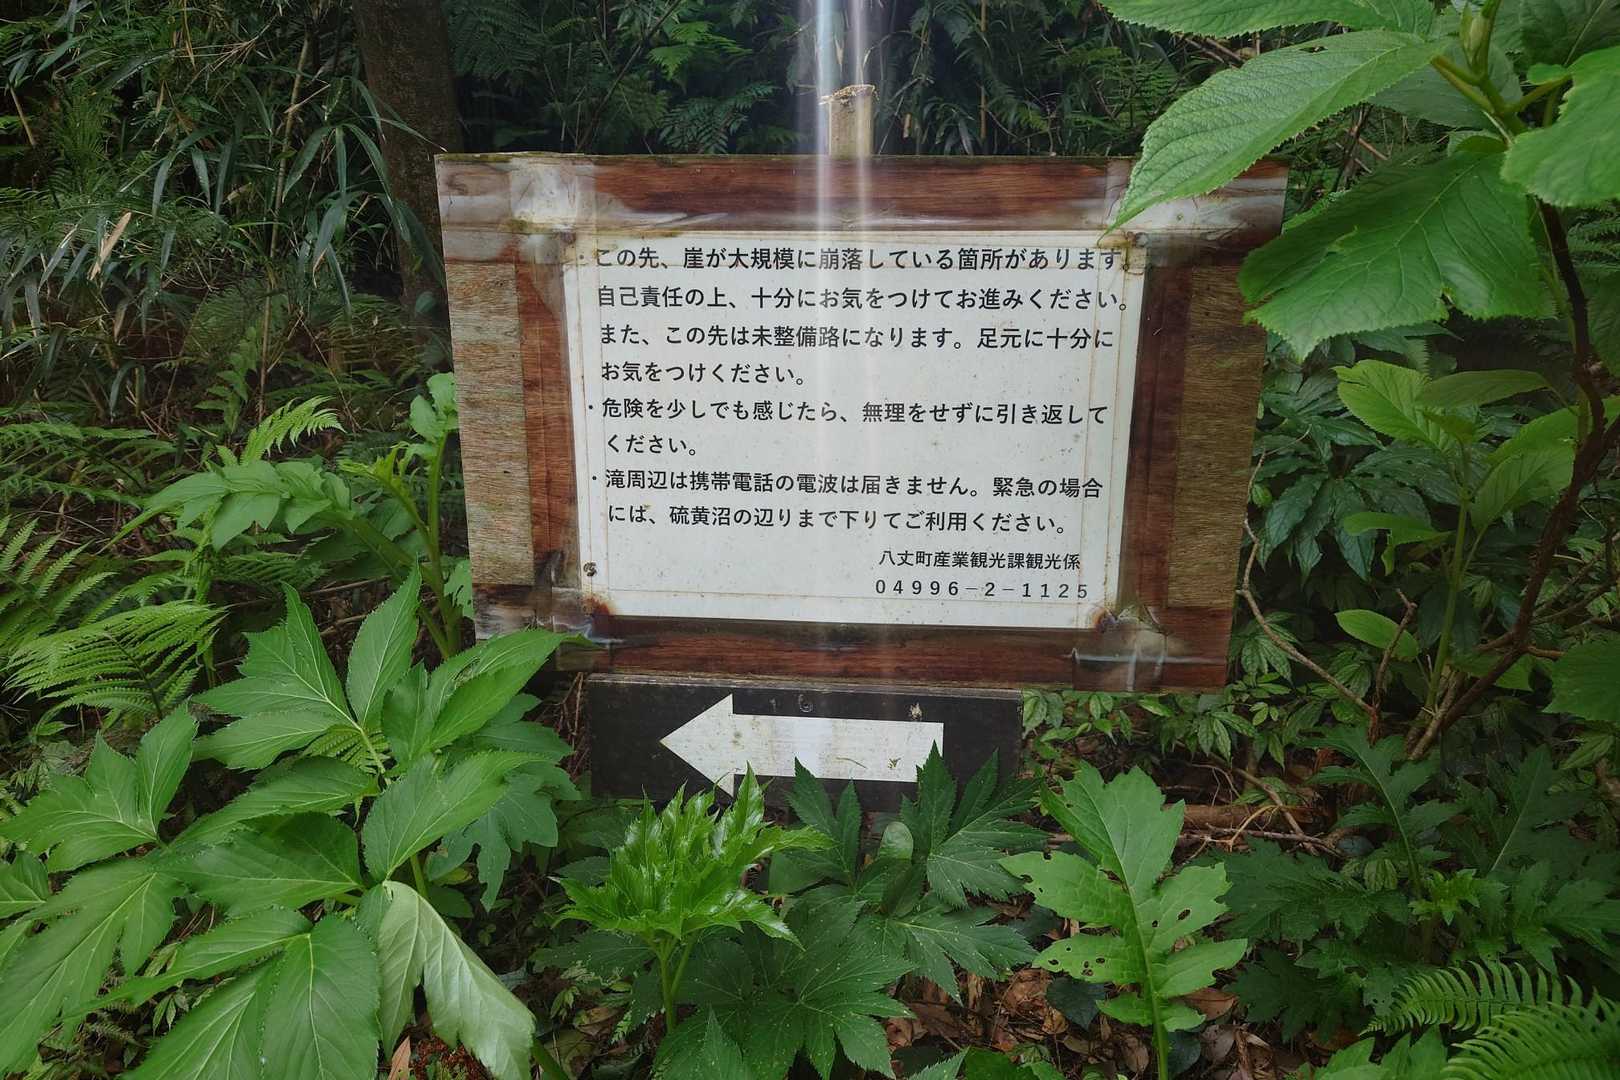 ・この先、崖が大規模に崩落している箇所があります。
自己責任の上、十分にお気をつけてお進みください。
また、この先は未整備路になります。足元に十分に
お気をつけください。
・危険を少しでも感じたら、無理をせずに引き返して
ください。
・滝周辺は携帯電話の電波は届きません。緊急の場合
には、硫黄沼の辺りまで下りてご利用ください。
八丈町産業観光課観光係
04996－2－1125